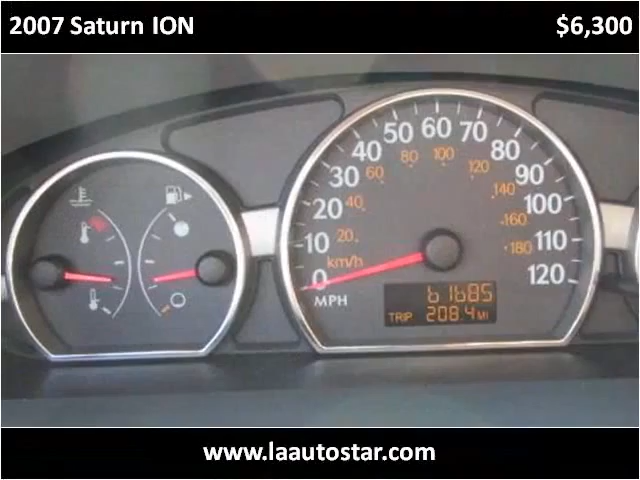 2007 Saturn ION $6,300
60
50 70
40 80
80 100 120
30 60 140 90
20 40 160 100
10 20 180 110
km/h
0 120
MPH
61685
TRIP 208.4 MI
www.laautostar.com